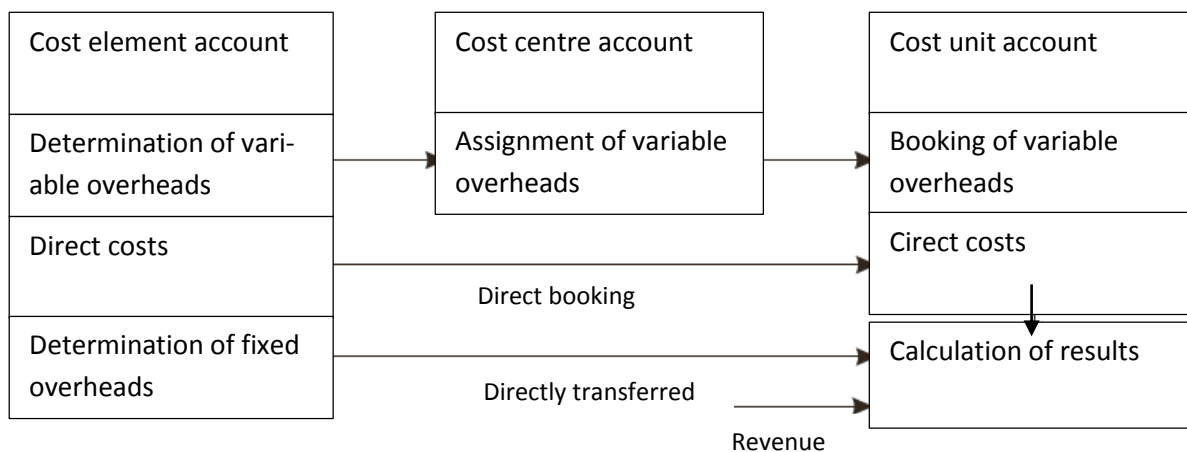 Cost element account
Cost centre account
Cost unit account
Determination of vari-
able overheads
Assignment of variable
overheads
Booking of variable
overheads
Direct costs
Cirect costs
Direct booking
Determination of fixed
overheads
Calculation of results
Directly transferred
Revenue